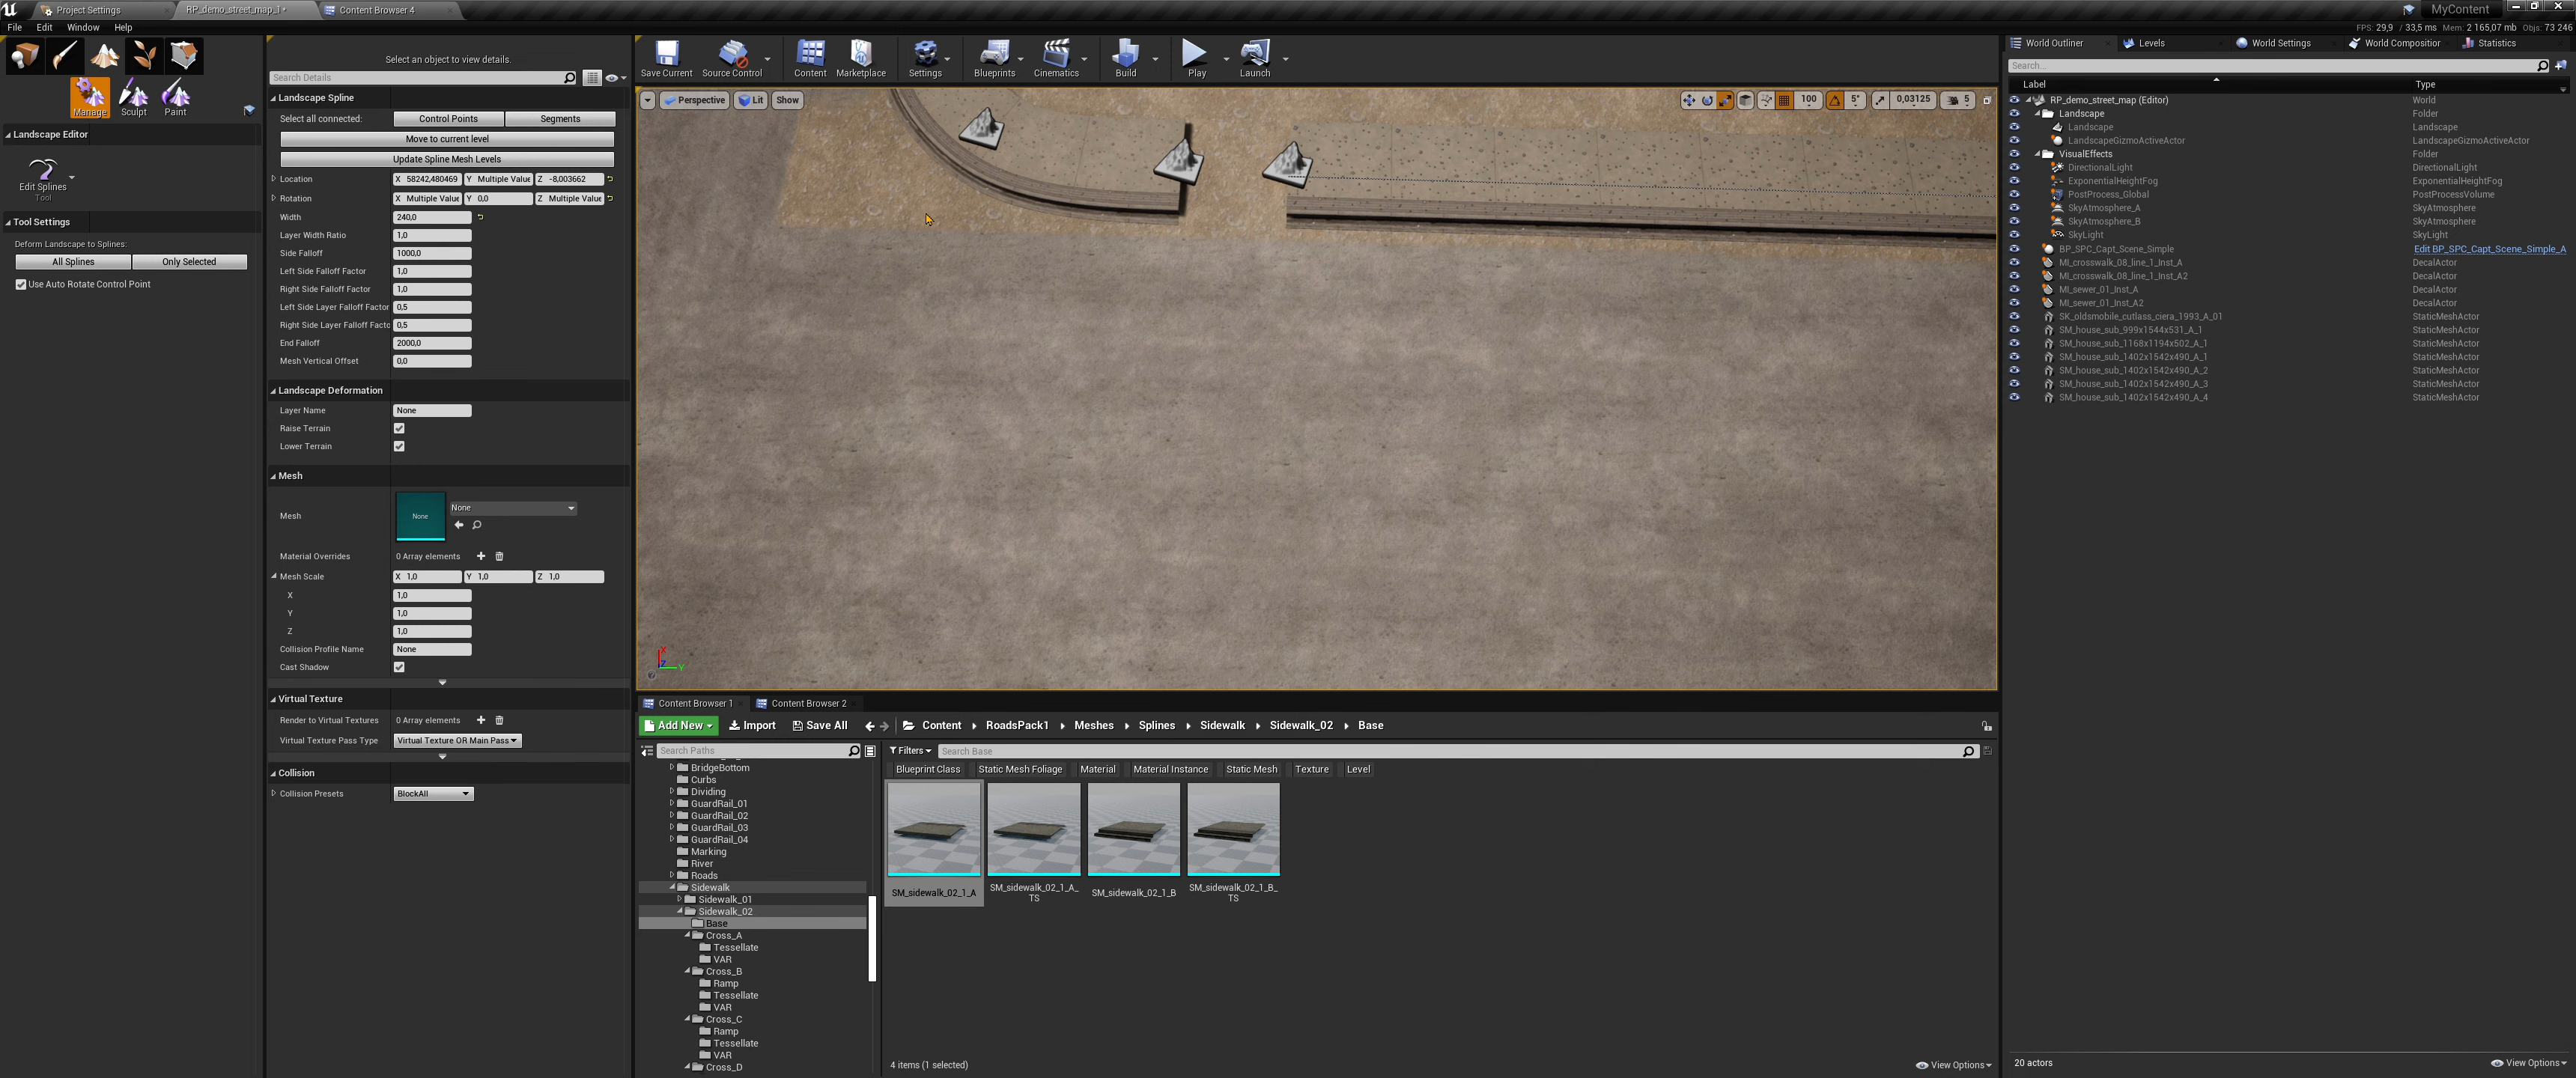 Project Settings
RP_demo_street_map_1*
Content Browser 4
MyContent
File Edit Window Help
FPS: 29,9 / 33,5 ms Mem: 2 165,07 mb Objs: 73 246
Manage Sculpt Paint
Landscape Editor
Edit Splines
Tool
Tool Settings
Deform Landscape to Splines:
All Splines Only Selected
Use Auto Rotate Control Point
Select an object to view details.
Search Details
Landscape Spline
Select all connected: Control Points Segments
Move to current level
Update Spline Mesh Levels
Location X 58242,480469 Y Multiple Value Z -8,003662
Rotation X Multiple Value Y 0,0 Z Multiple Value
Width 240,0
Layer Width Ratio 1,0
Side Falloff 1000,0
Left Side Falloff Factor 1,0
Right Side Falloff Factor 1,0
Left Side Layer Falloff Factor 0,5
Right Side Layer Falloff Facto 0,5
End Falloff 2000,0
Mesh Vertical Offset 0,0
Landscape Deformation
Layer Name None
Raise Terrain
Lower Terrain
Mesh
Mesh None None
Material Overrides 0 Array elements
Mesh Scale X 1,0 Y 1,0 Z 1,0
X 1,0
Y 1,0
Z 1,0
Collision Profile Name None
Cast Shadow
Virtual Texture
Render to Virtual Textures 0 Array elements
Virtual Texture Pass Type Virtual Texture OR Main Pass
Collision
Collision Presets BlockAll
Save Current Source Control Content Marketplace Settings Blueprints Cinematics Build Play Launch
Perspective Lit Show
100 5° 0,03125 5
X
Z
Y
Content Browser 1 Content Browser 2
Add New Import Save All Content RoadsPack1 Meshes Splines Sidewalk Sidewalk_02 Base
Search Paths
BridgeBottom
Curbs
Dividing
GuardRail_01
GuardRail_02
GuardRail_03
GuardRail_04
Marking
River
Roads
Sidewalk
Sidewalk_01
Sidewalk_02
Base
Cross_A
Tessellate
VAR
Cross_B
Ramp
Tessellate
VAR
Cross_C
Ramp
Tessellate
VAR
Cross_D
Filters Search Base
Blueprint Class Static Mesh Foliage Material Material Instance Static Mesh Texture Level
SM_sidewalk_02_1_A
SM_sidewalk_02_1_A_
TS
SM_sidewalk_02_1_B
SM_sidewalk_02_1_B_
TS
4 items (1 selected)
View Options
World Outliner Levels World Settings World Compositior Statistics
Search...
Label Type
RP_demo_street_map (Editor) World
Landscape Folder
Landscape Landscape
LandscapeGizmoActiveActor LandscapeGizmoActiveActor
VisualEffects Folder
DirectionalLight DirectionalLight
ExponentialHeightFog ExponentialHeightFog
PostProcess_Global PostProcessVolume
SkyAtmosphere_A SkyAtmosphere
SkyAtmosphere_B SkyAtmosphere
SkyLight SkyLight
BP_SPC_Capt_Scene_Simple Edit BP_SPC_Capt_Scene_Simple_A
MI_crosswalk_08_line_1_Inst_A DecalActor
MI_crosswalk_08_line_1_Inst_A2 DecalActor
MI_sewer_01_Inst_A DecalActor
MI_sewer_01_Inst_A2 DecalActor
SK_oldsmobile_cutlass_ciera_1993_A_01 StaticMeshActor
SM_house_sub_999x1544x531_A_1 StaticMeshActor
SM_house_sub_1168x1194x502_A_1 StaticMeshActor
SM_house_sub_1402x1542x490_A_1 StaticMeshActor
SM_house_sub_1402x1542x490_A_2 StaticMeshActor
SM_house_sub_1402x1542x490_A_3 StaticMeshActor
SM_house_sub_1402x1542x490_A_4 StaticMeshActor
20 actors
View Options